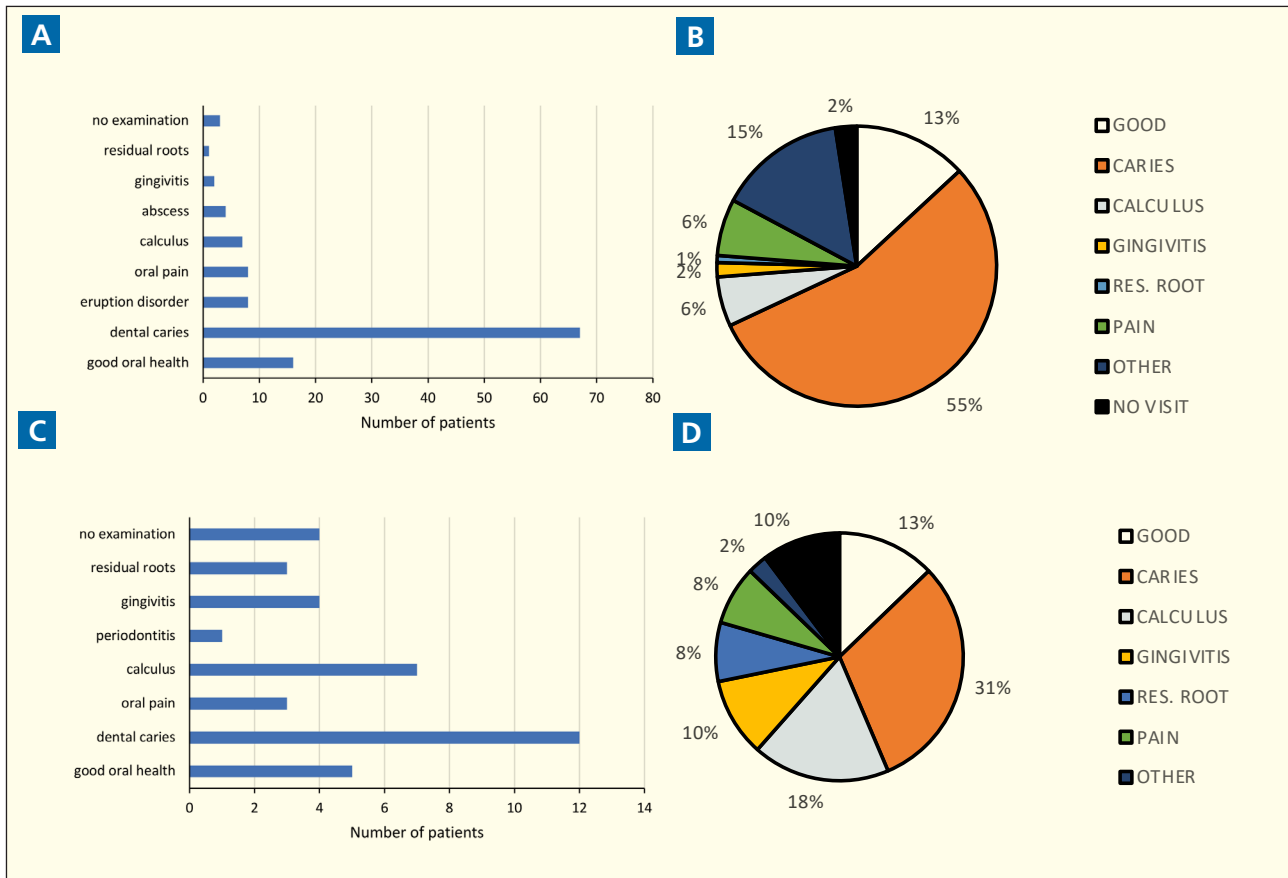 A
no examination
residual roots
gingivitis
abscess
calculus
oral pain
eruption disorder
dental caries
good oral health
0 10 20 30 40 50 60 70 80
Number of patients
B
2%
13%
15%
6%
1%
2%
6%
55%
GOOD
CARIES
CALCULUS
GINGIVITIS
RES. ROOT
PAIN
OTHER
NO VISIT
C
no examination
residual roots
gingivitis
periodontitis
calculus
oral pain
dental caries
good oral health
0 2 4 6 8 10 12 14
Number of patients
D
10%
13%
2%
8%
8%
31%
10%
18%
GOOD
CARIES
CALCULUS
GINGIVITIS
RES. ROOT
PAIN
OTHER